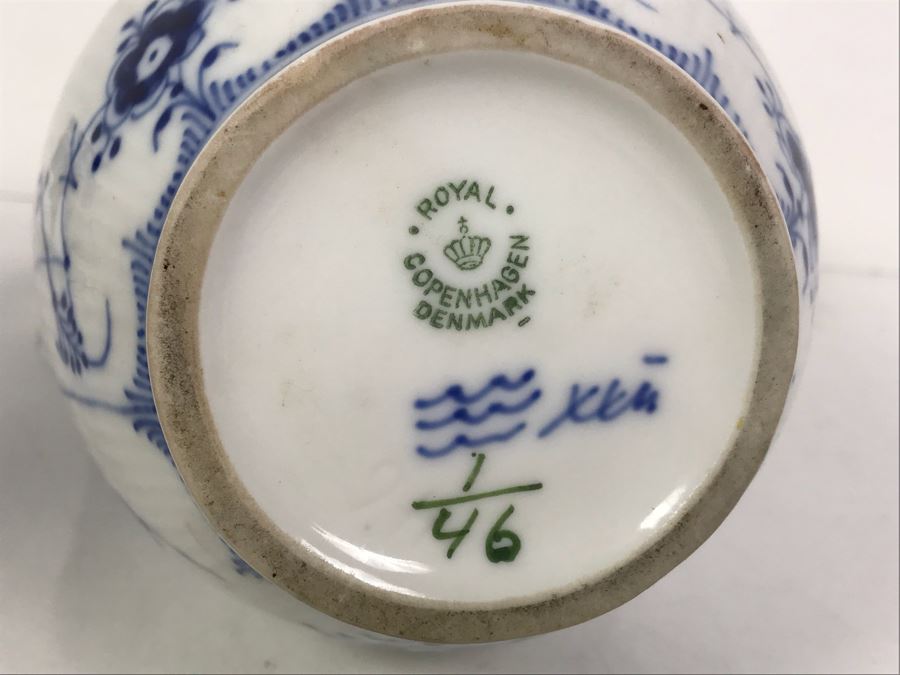 ROYAL
COPENHAGEN
DENMARK
1
46